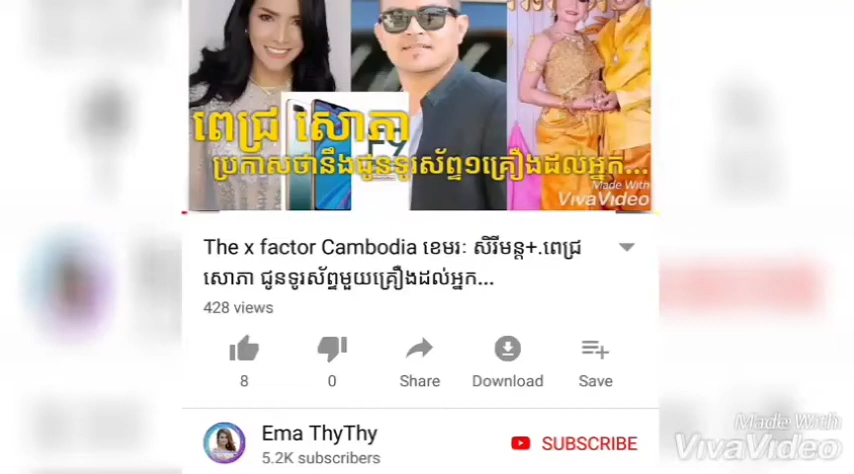 ពេជ្រ សោភា
ប្រកាសថានឹងជូនទូរស័ព្ទ១គ្រឿងដល់អ្នក...
Made With
VivaVideo
The x factor Cambodia ខេមរៈ សិរីមន្ត+.ពេជ្រ
សោភា ជូនទូរស័ព្ទមួយគ្រឿងដល់អ្នក...
428 views
8
0
Share
Download
Save
Ema ThyThy
5.2K subscribers
SUBSCRIBE
Made With
VivaVideo